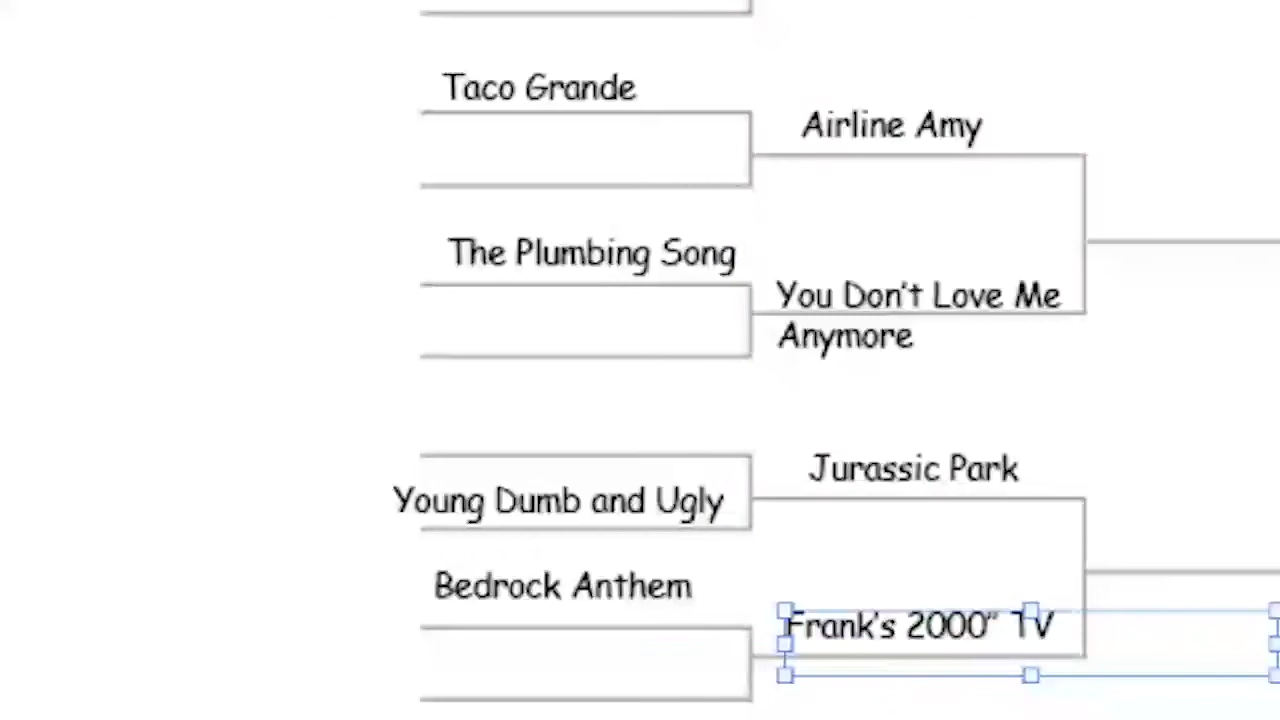 Taco Grande
Airline Amy
The Plumbing Song
You Don't Love Me
Anymore
Jurassic Park
Young Dumb and Ugly
Bedrock Anthem
Frank's 2000" TV